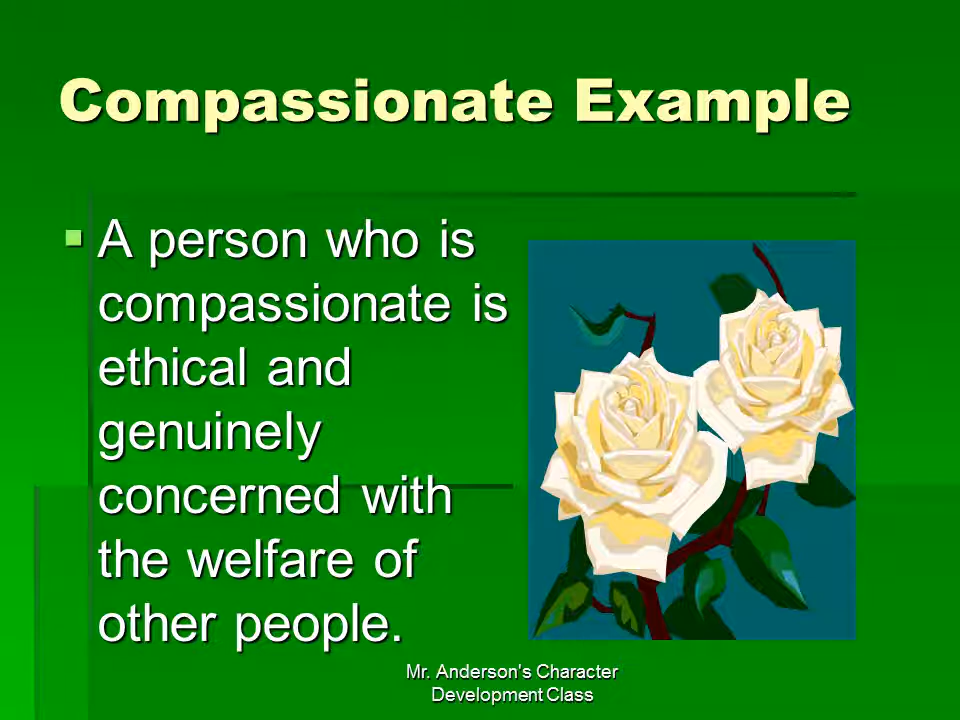 Compassionate Example
A person who is
compassionate is
ethical and
genuinely
concerned with
the welfare of
other people.
Mr. Anderson's Character
Development Class